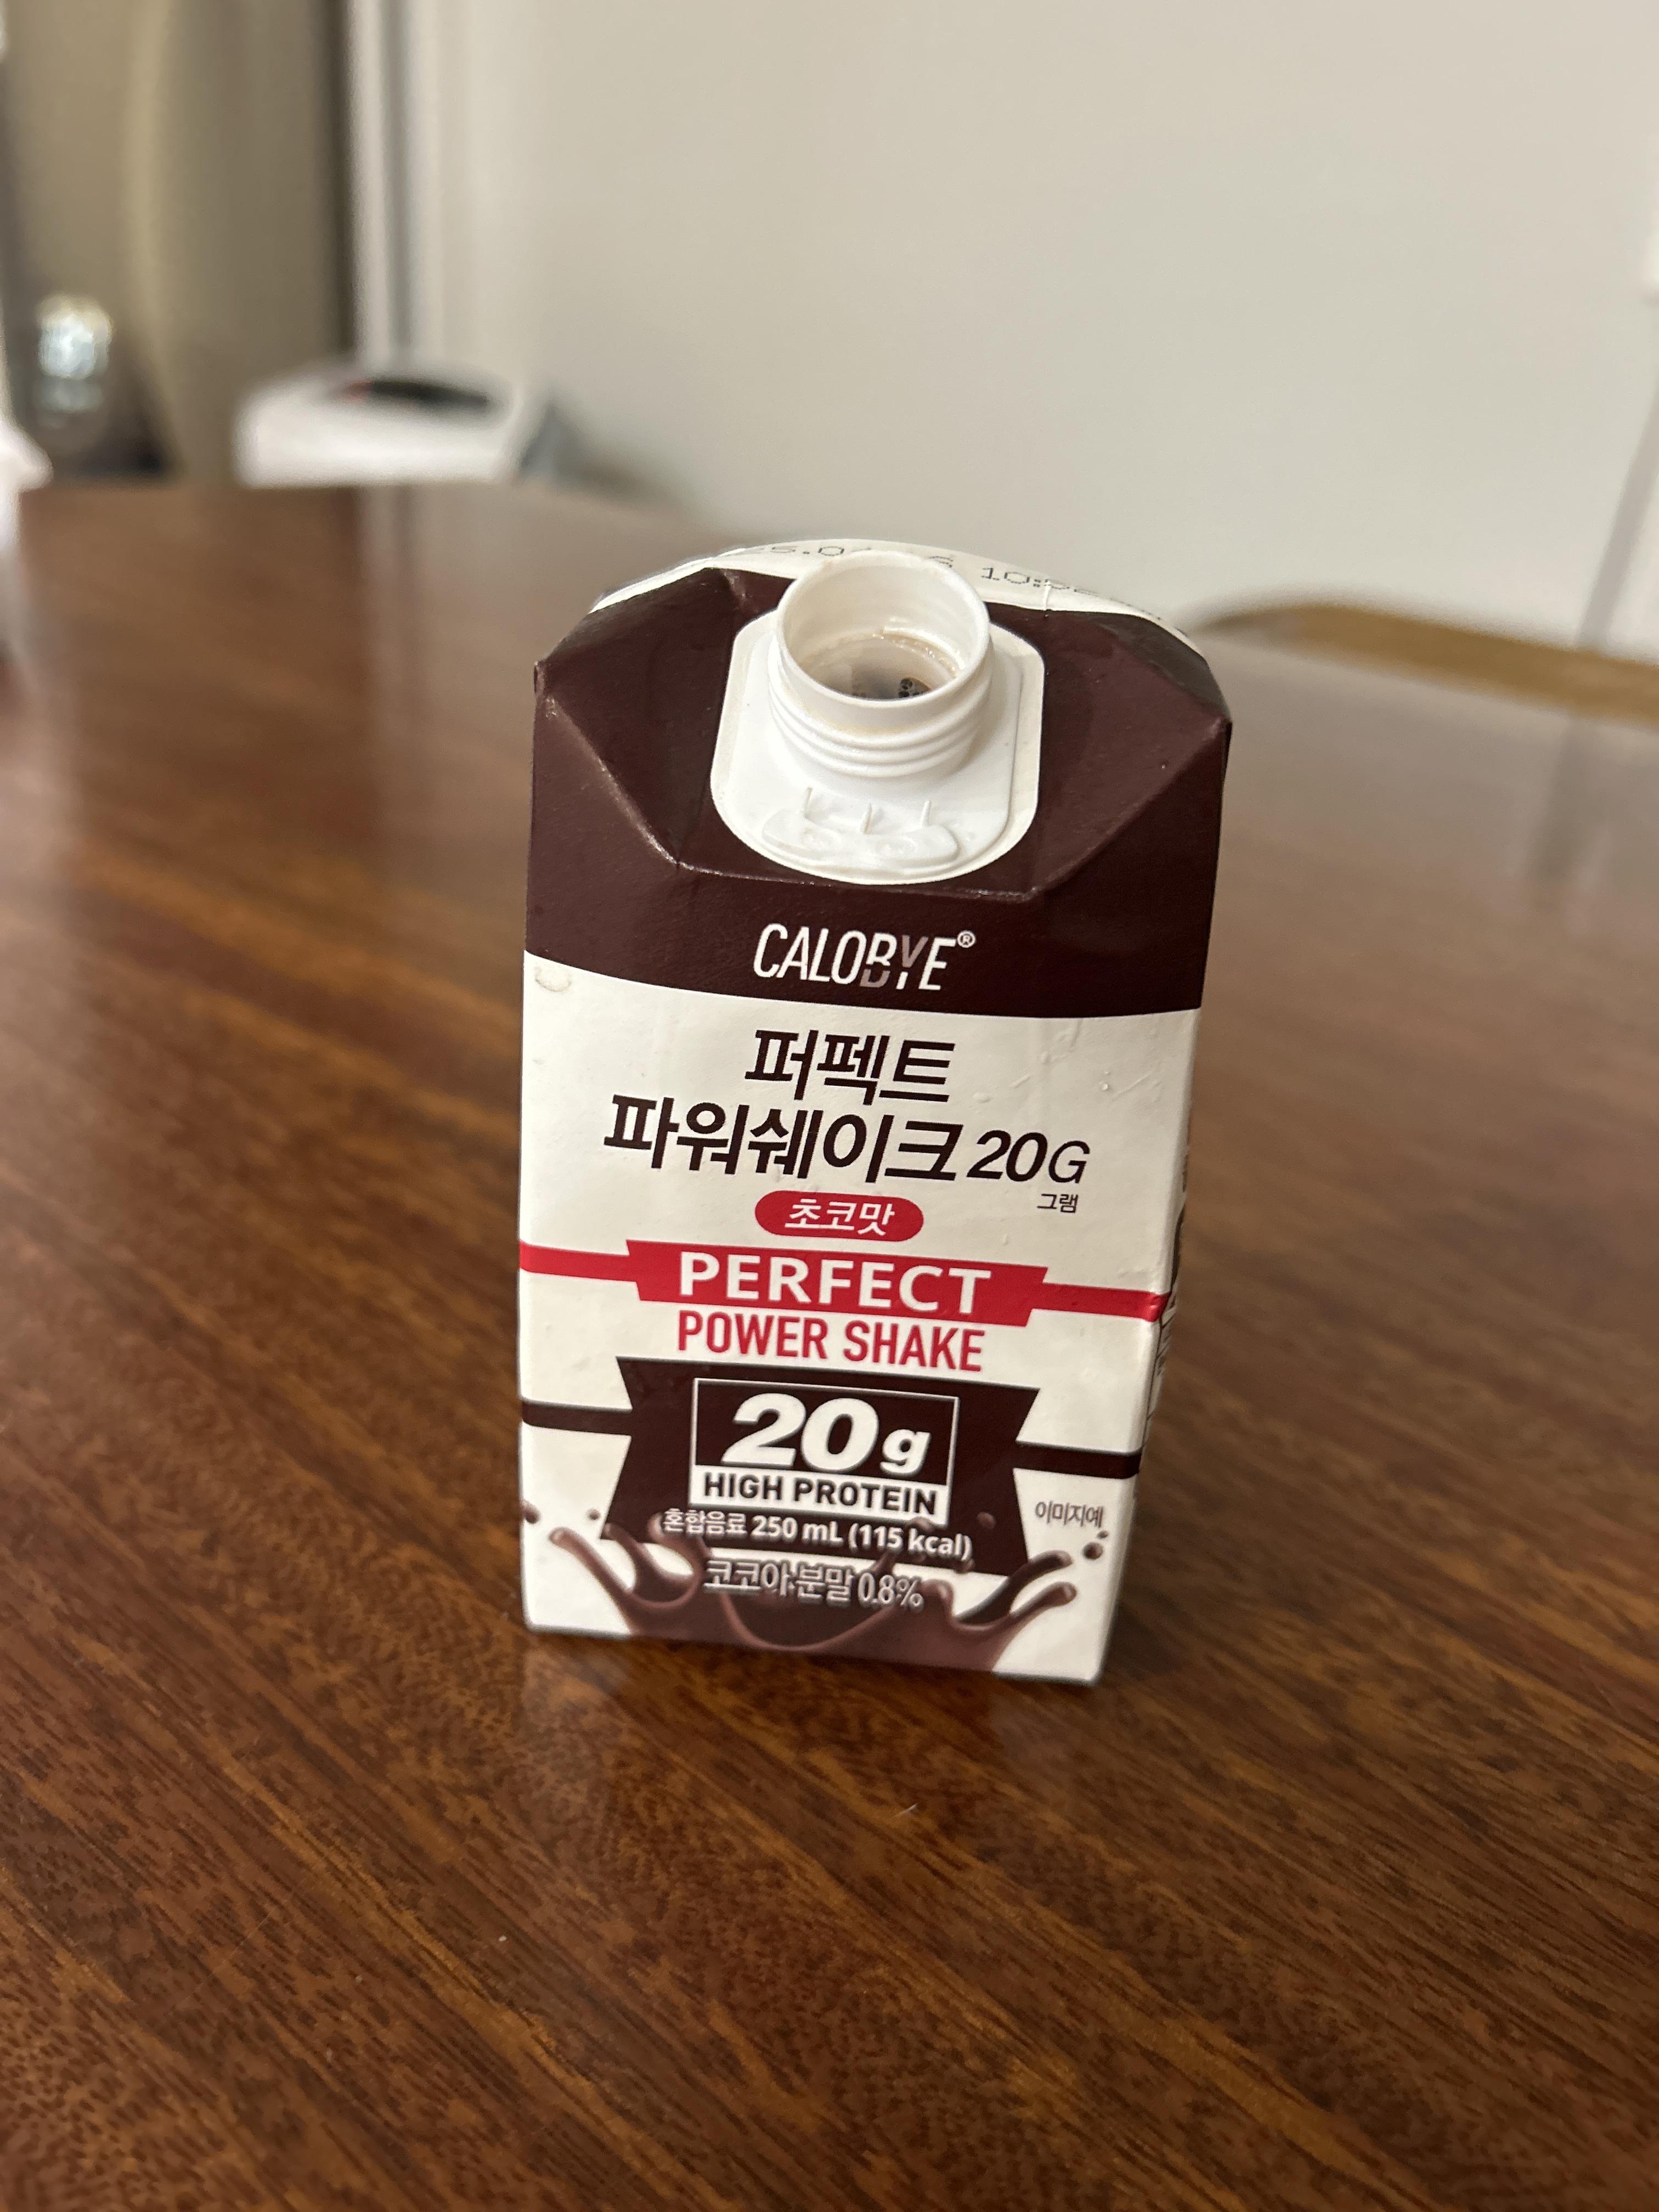 CALOBYE®
퍼펙트
파워쉐이크 20G
그램
초코맛
PERFECT
POWER SHAKE
20g
HIGH PROTEIN
이미지예
혼합음료 250 mL (115 kcal)
코코아분말 0.8%